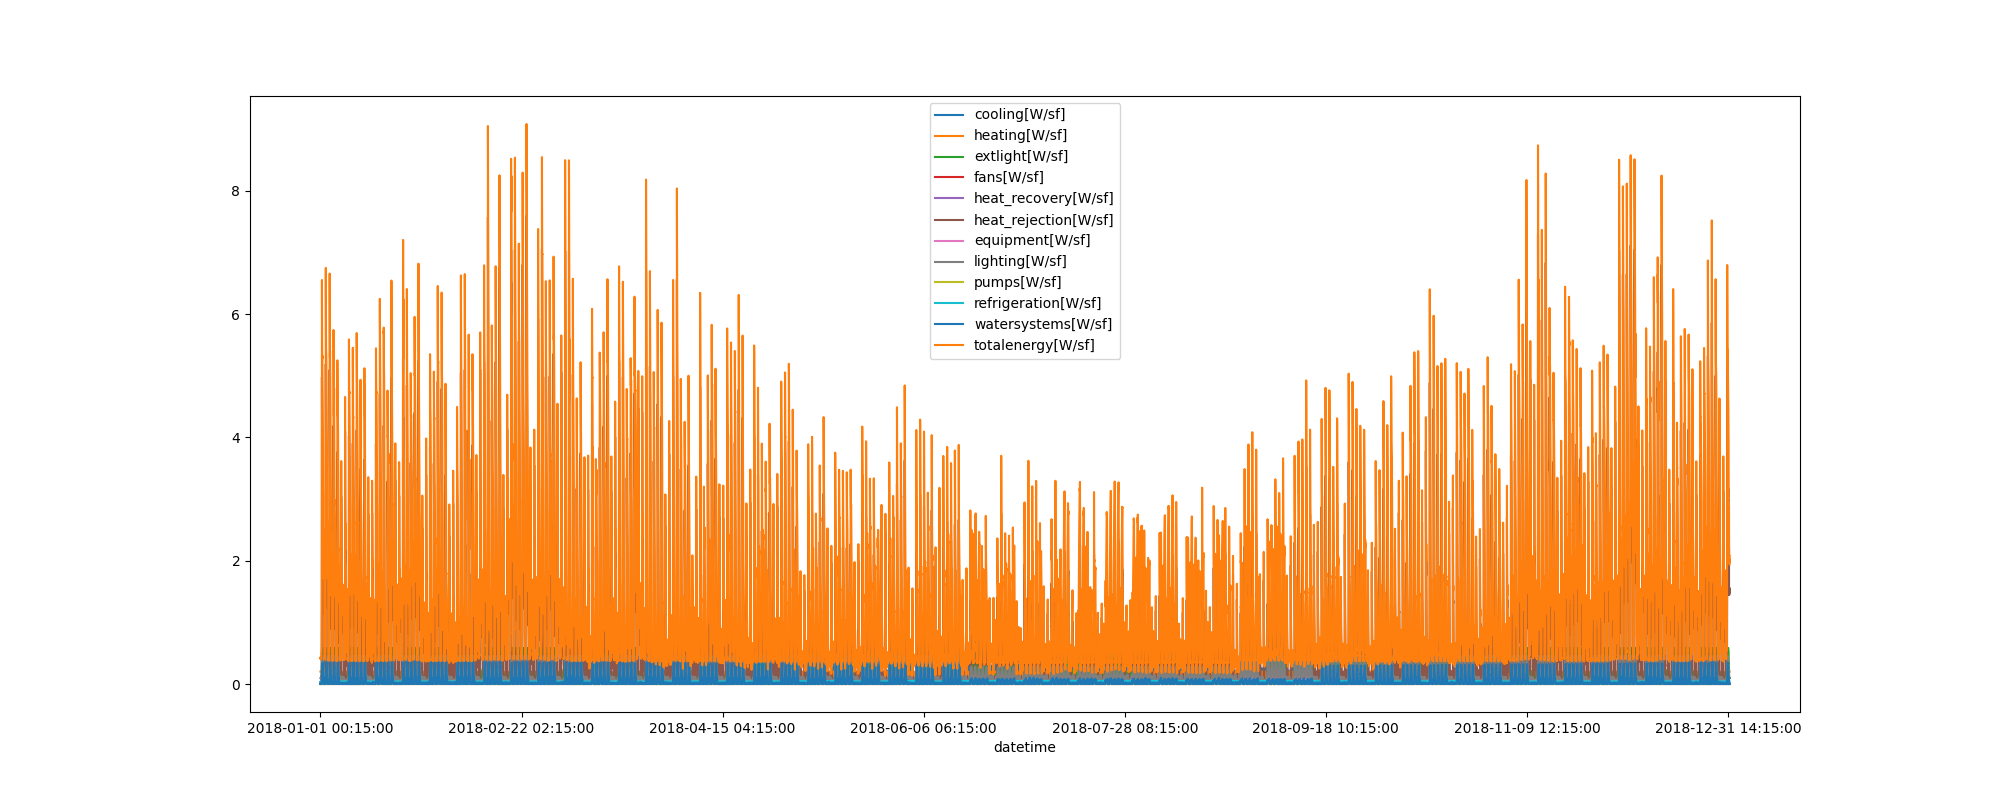 cooling[W/sf]
heating[W/sf]
extlight[W/sf]
fans[W/sf]
heat_recovery[W/sf]
heat_rejection[W/sf]
equipment[W/sf]
lighting[W/sf]
pumps[W/sf]
refrigeration[W/sf]
watersystems[W/sf]
totalenergy[W/sf]
8
6
4
2
0
2018-01-01 00:15:00 2018-02-22 02:15:00 2018-04-15 04:15:00 2018-06-06 06:15:00 2018-07-28 08:15:00 2018-09-18 10:15:00 2018-11-09 12:15:00 2018-12-31 14:15:00
datetime